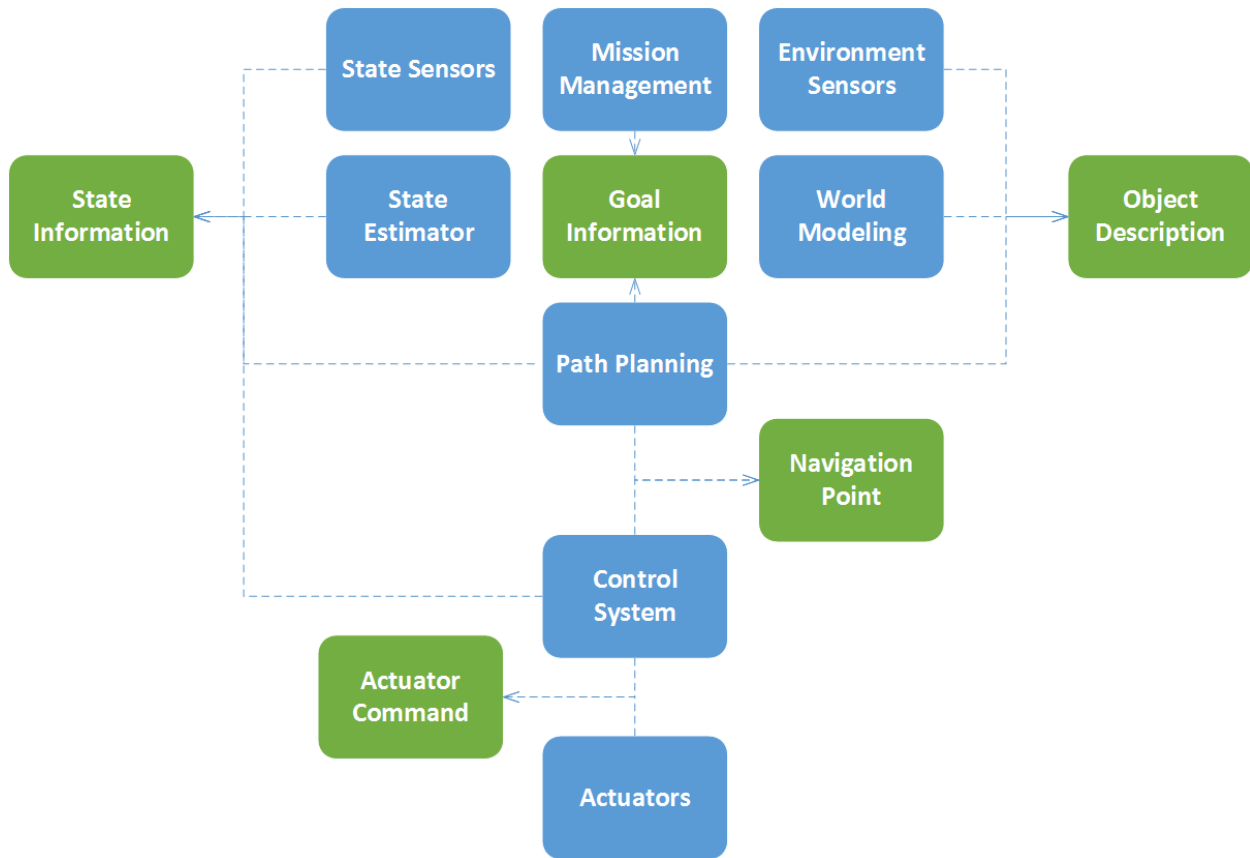 State Sensors
Mission
Management
Environment
Sensors
State
Information
State
Estimator
Goal
Information
World
Modeling
Object
Description
Path Planning
Navigation
Point
Control
System
Actuator
Command
Actuators